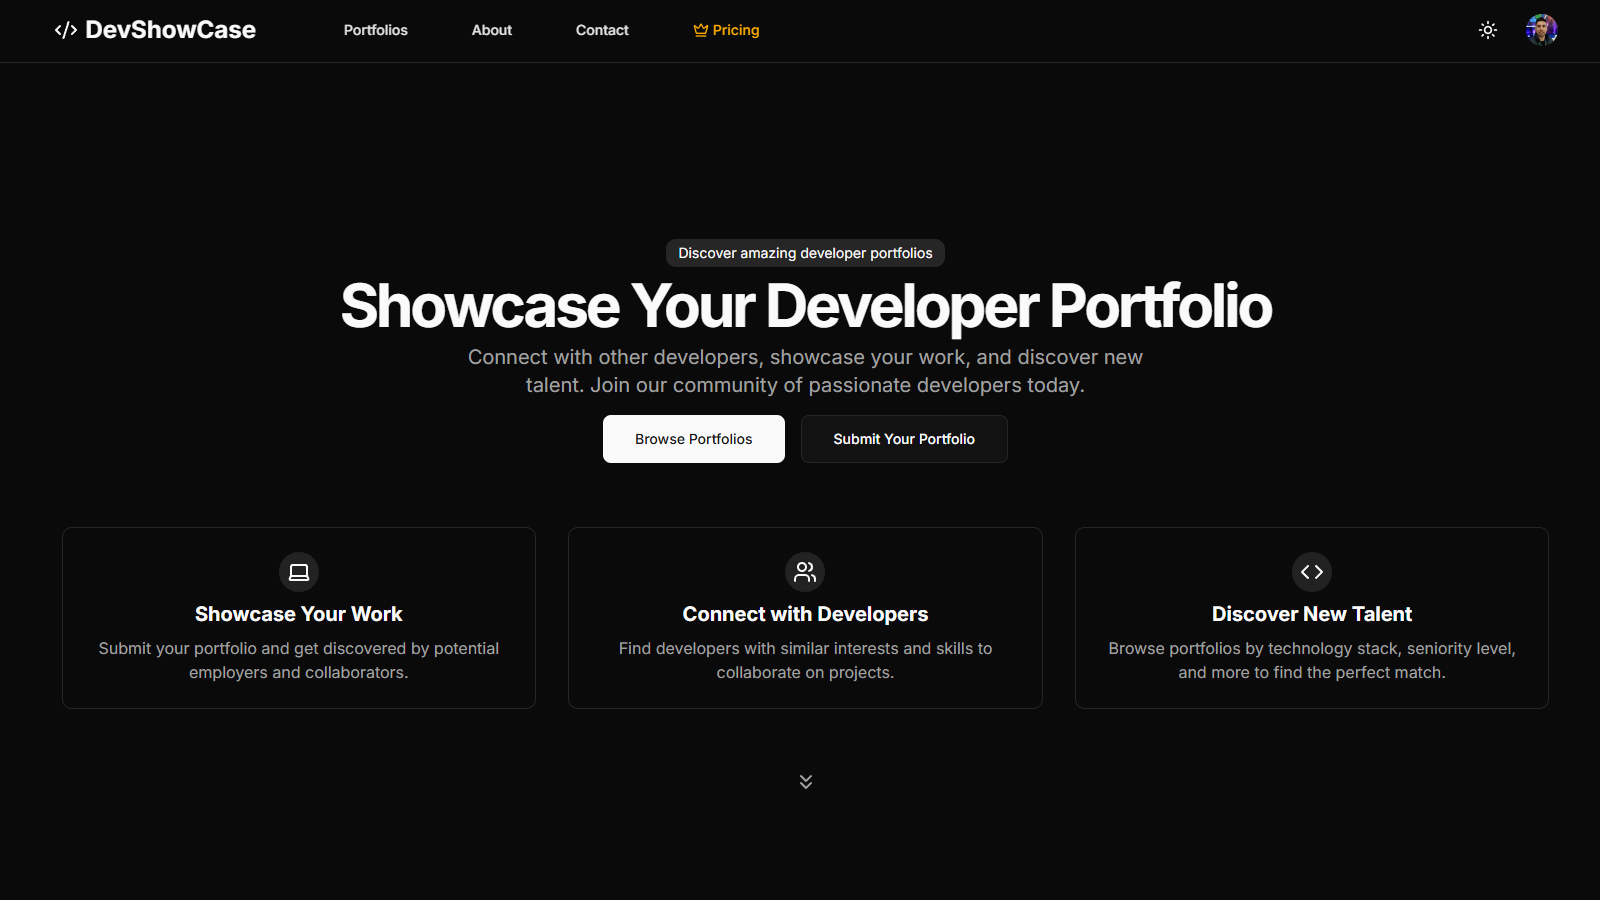 DevShowCase
Portfolios
About
Contact
Pricing
Discover amazing developer portfolios
Showcase Your Developer Portfolio
Connect with other developers, showcase your work, and discover new
talent. Join our community of passionate developers today.
Browse Portfolios
Submit Your Portfolio
Showcase Your Work
Submit your portfolio and get discovered by potential
employers and collaborators.
Connect with Developers
Find developers with similar interests and skills to
collaborate on projects.
Discover New Talent
Browse portfolios by technology stack, seniority level,
and more to find the perfect match.